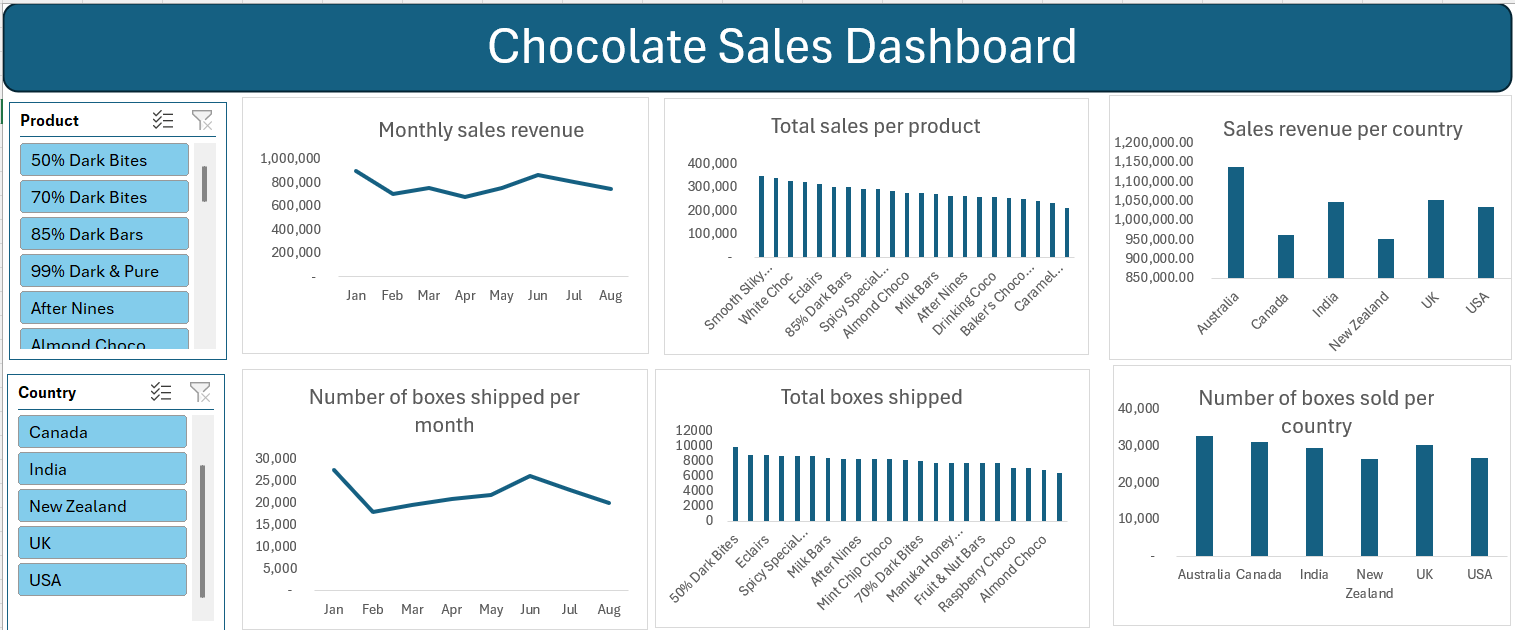 Chocolate Sales Dashboard
Product
50% Dark Bites
70% Dark Bites
85% Dark Bars
99% Dark & Pure
After Nines
Almond Choco
Country
Canada
India
New Zealand
UK
USA
Monthly sales revenue
1,000,000
800,000
600,000
400,000
200,000
-
Jan Feb Mar Apr May Jun Jul Aug
Total sales per product
400,000
300,000
200,000
100,000
-
Smooth Sliky...
White Choc
Eclairs
85% Dark Bars
Spicy Special...
Almond Choco
Milk Bars
After Nines
Drinking Coco
Baker's Choco...
Caramel...
Sales revenue per country
1,200,000.00
1,150,000.00
1,100,000.00
1,050,000.00
1,000,000.00
950,000.00
900,000.00
850,000.00
Australia
Canada
India
New Zealand
UK
USA
Number of boxes shipped per
month
30,000
25,000
20,000
15,000
10,000
5,000
-
Jan Feb Mar Apr May Jun Jul Aug
Total boxes shipped
12000
10000
8000
6000
4000
2000
0
50% Dark Bites
Eclairs
Spicy Special...
Milk Bars
After Nines
Mint Chip Choco
70% Dark Bites
Manuka Honey...
Fruit & Nut Bars
Raspberry Choco
Almond Choco
Number of boxes sold per
country
40,000
30,000
20,000
10,000
-
Australia Canada India New UK USA
Zealand